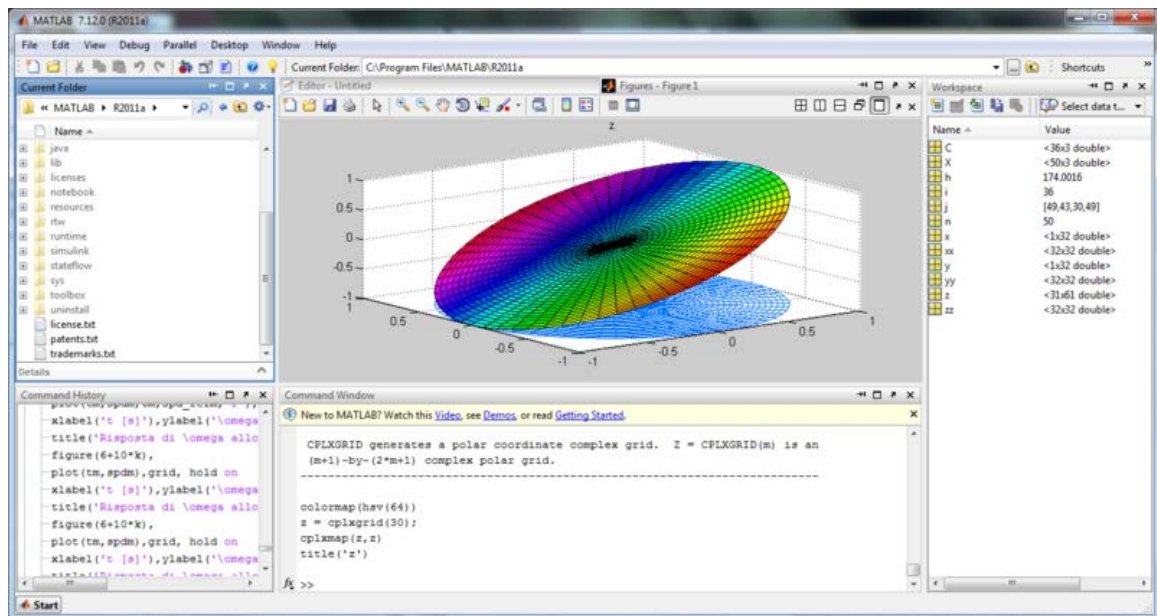 MATLAB 7.12.0 (R2011a)
File Edit View Debug Parallel Desktop Window Help
Current Folder: C:\Program Files\MATLAB\R2011a
Shortcuts
Current Folder
« MATLAB ▸ R2011a ▸
Name
java
lib
licenses
notebook
resources
rtw
runtime
simulink
stateflow
sys
toolbox
uninstall
license.txt
patents.txt
trademarks.txt
Details
Editor - Untitled
Figures - Figure 1
z
1
0.5
0
-0.5
-1
1
0.5
0
-0.5
-1
-1
-0.5
0
0.5
1
Workspace
Select data t...
Name Value
C <36x3 double>
X <50x3 double>
h 174.0016
i 36
j [49,43,30,49]
n 50
x <1x32 double>
xx <32x32 double>
y <1x32 double>
yy <32x32 double>
z <31x61 double>
zz <32x32 double>
Command History
xlabel('t [s]'),ylabel('\omega
title('Risposta di \omega allo
figure(6+10*k),
plot(tm,spdm),grid, hold on
xlabel('t [s]'),ylabel('\omega
title('Risposta di \omega allo
figure(6+10*k),
plot(tm,spdm),grid, hold on
xlabel('t [s]'),ylabel('\omega
Command Window
New to MATLAB? Watch this Video, see Demos, or read Getting Started.
CPLXGRID generates a polar coordinate complex grid. Z = CPLXGRID(m) is an
(m+1)-by-(2*m+1) complex polar grid.
------------------------------------------------------------------------
colormap(hsv(64))
z = cplxgrid(30);
cplxmap(z,z)
title('z')
fx >>
Start